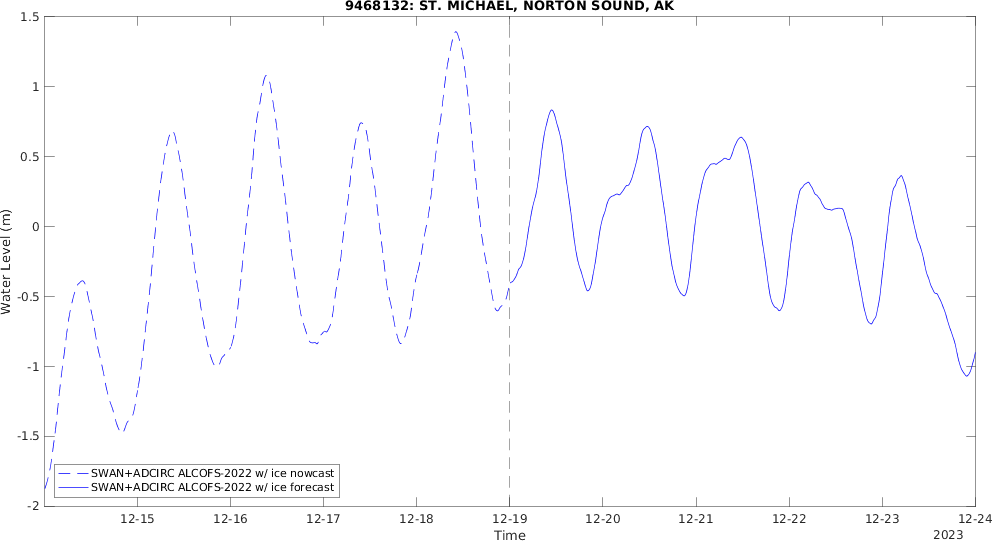 9468132: ST. MICHAEL, NORTON SOUND, AK
1.5
1
0.5
0
-0.5
-1
-1.5
-2
Water Level (m)
SWAN+ADCIRC ALCOFS-2022 w/ ice nowcast
SWAN+ADCIRC ALCOFS-2022 w/ ice forecast
12-15 12-16 12-17 12-18 12-19 12-20 12-21 12-22 12-23 12-24
Time
2023